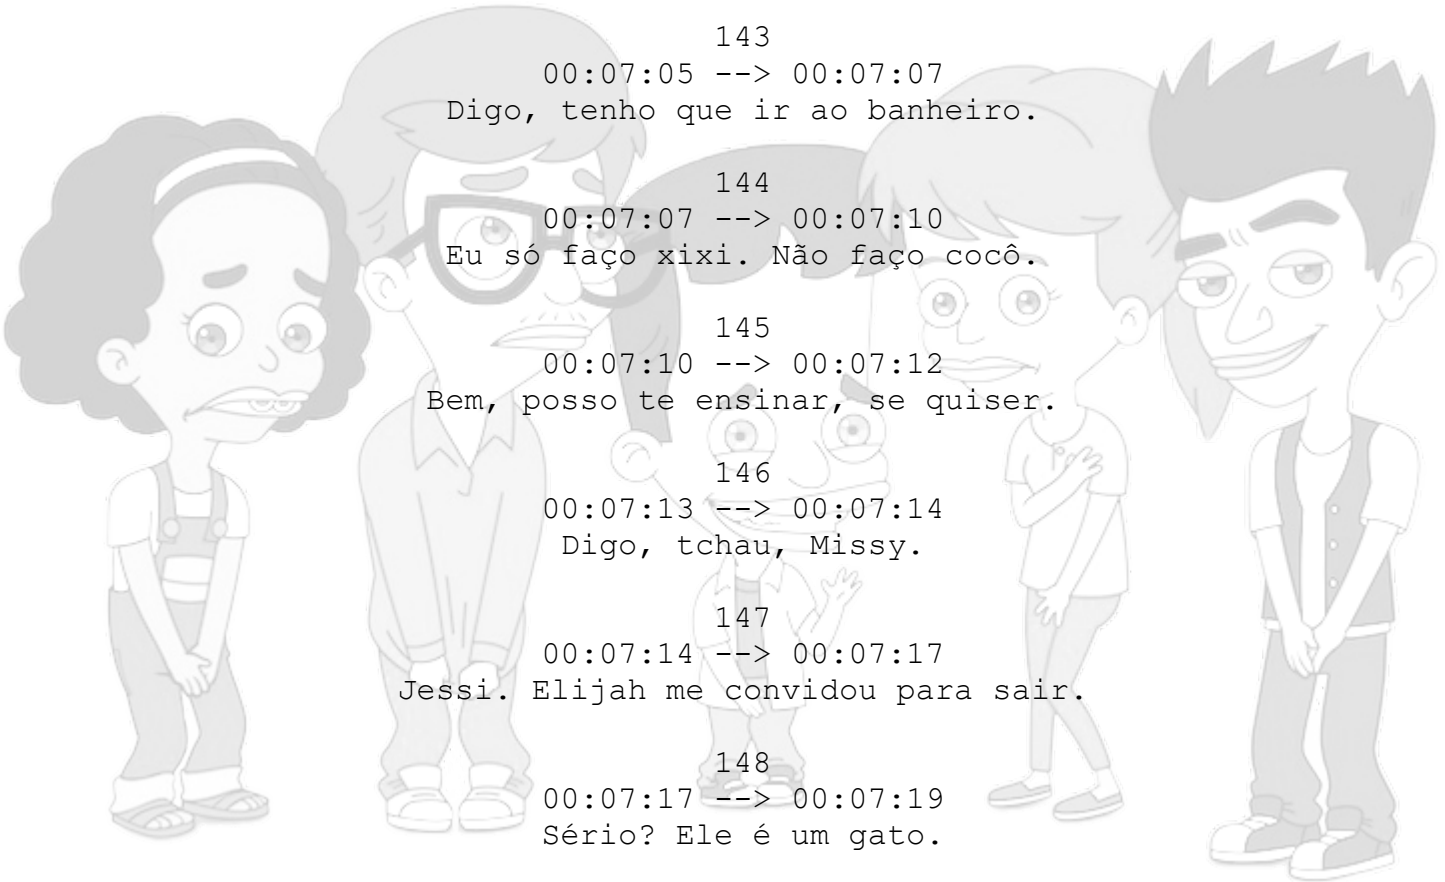 143
00:07:05 --> 00:07:07
Digo, tenho que ir ao banheiro.
144
00:07:07 --> 00:07:10
Eu só faço xixi. Não faço cocô.
145
00:07:10 --> 00:07:12
Bem, posso te ensinar, se quiser.
146
00:07:13 --> 00:07:14
Digo, tchau, Missy.
147
00:07:14 --> 00:07:17
Jessi. Elijah me convidou para sair.
148
00:07:17 --> 00:07:19
Sério? Ele é um gato.